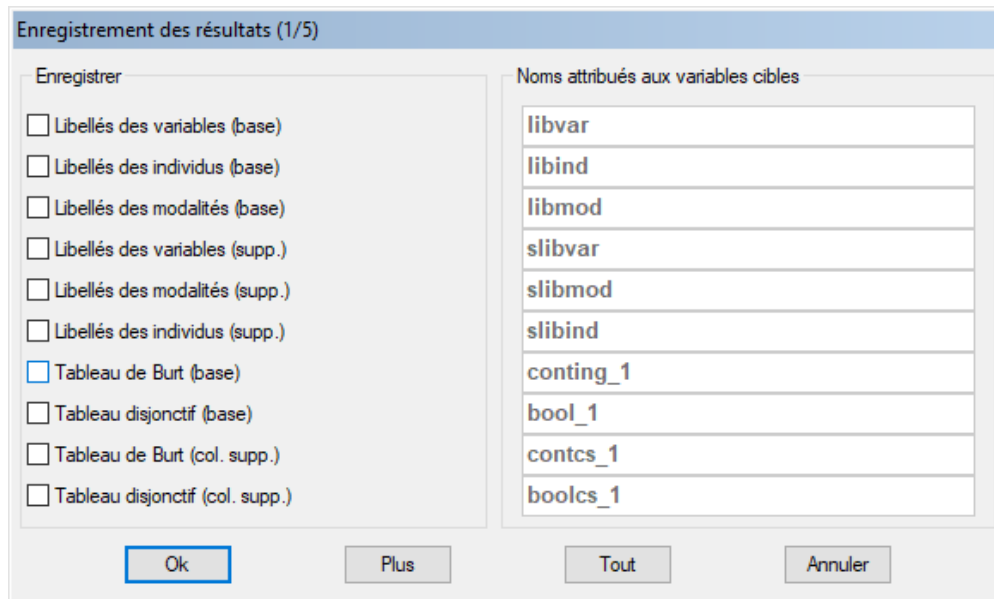 Enregistrement des résultats (1/5)
Enregistrer
Noms attribués aux variables cibles
Libellés des variables (base)
libvar
Libellés des individus (base)
libind
Libellés des modalités (base)
libmod
Libellés des variables (supp.)
slibvar
Libellés des modalités (supp.)
slibmod
Libellés des individus (supp.)
slibind
Tableau de Burt (base)
conting_1
Tableau disjonctif (base)
bool_1
Tableau de Burt (col. supp.)
contcs_1
Tableau disjonctif (col. supp.)
boolcs_1
Ok
Plus
Tout
Annuler